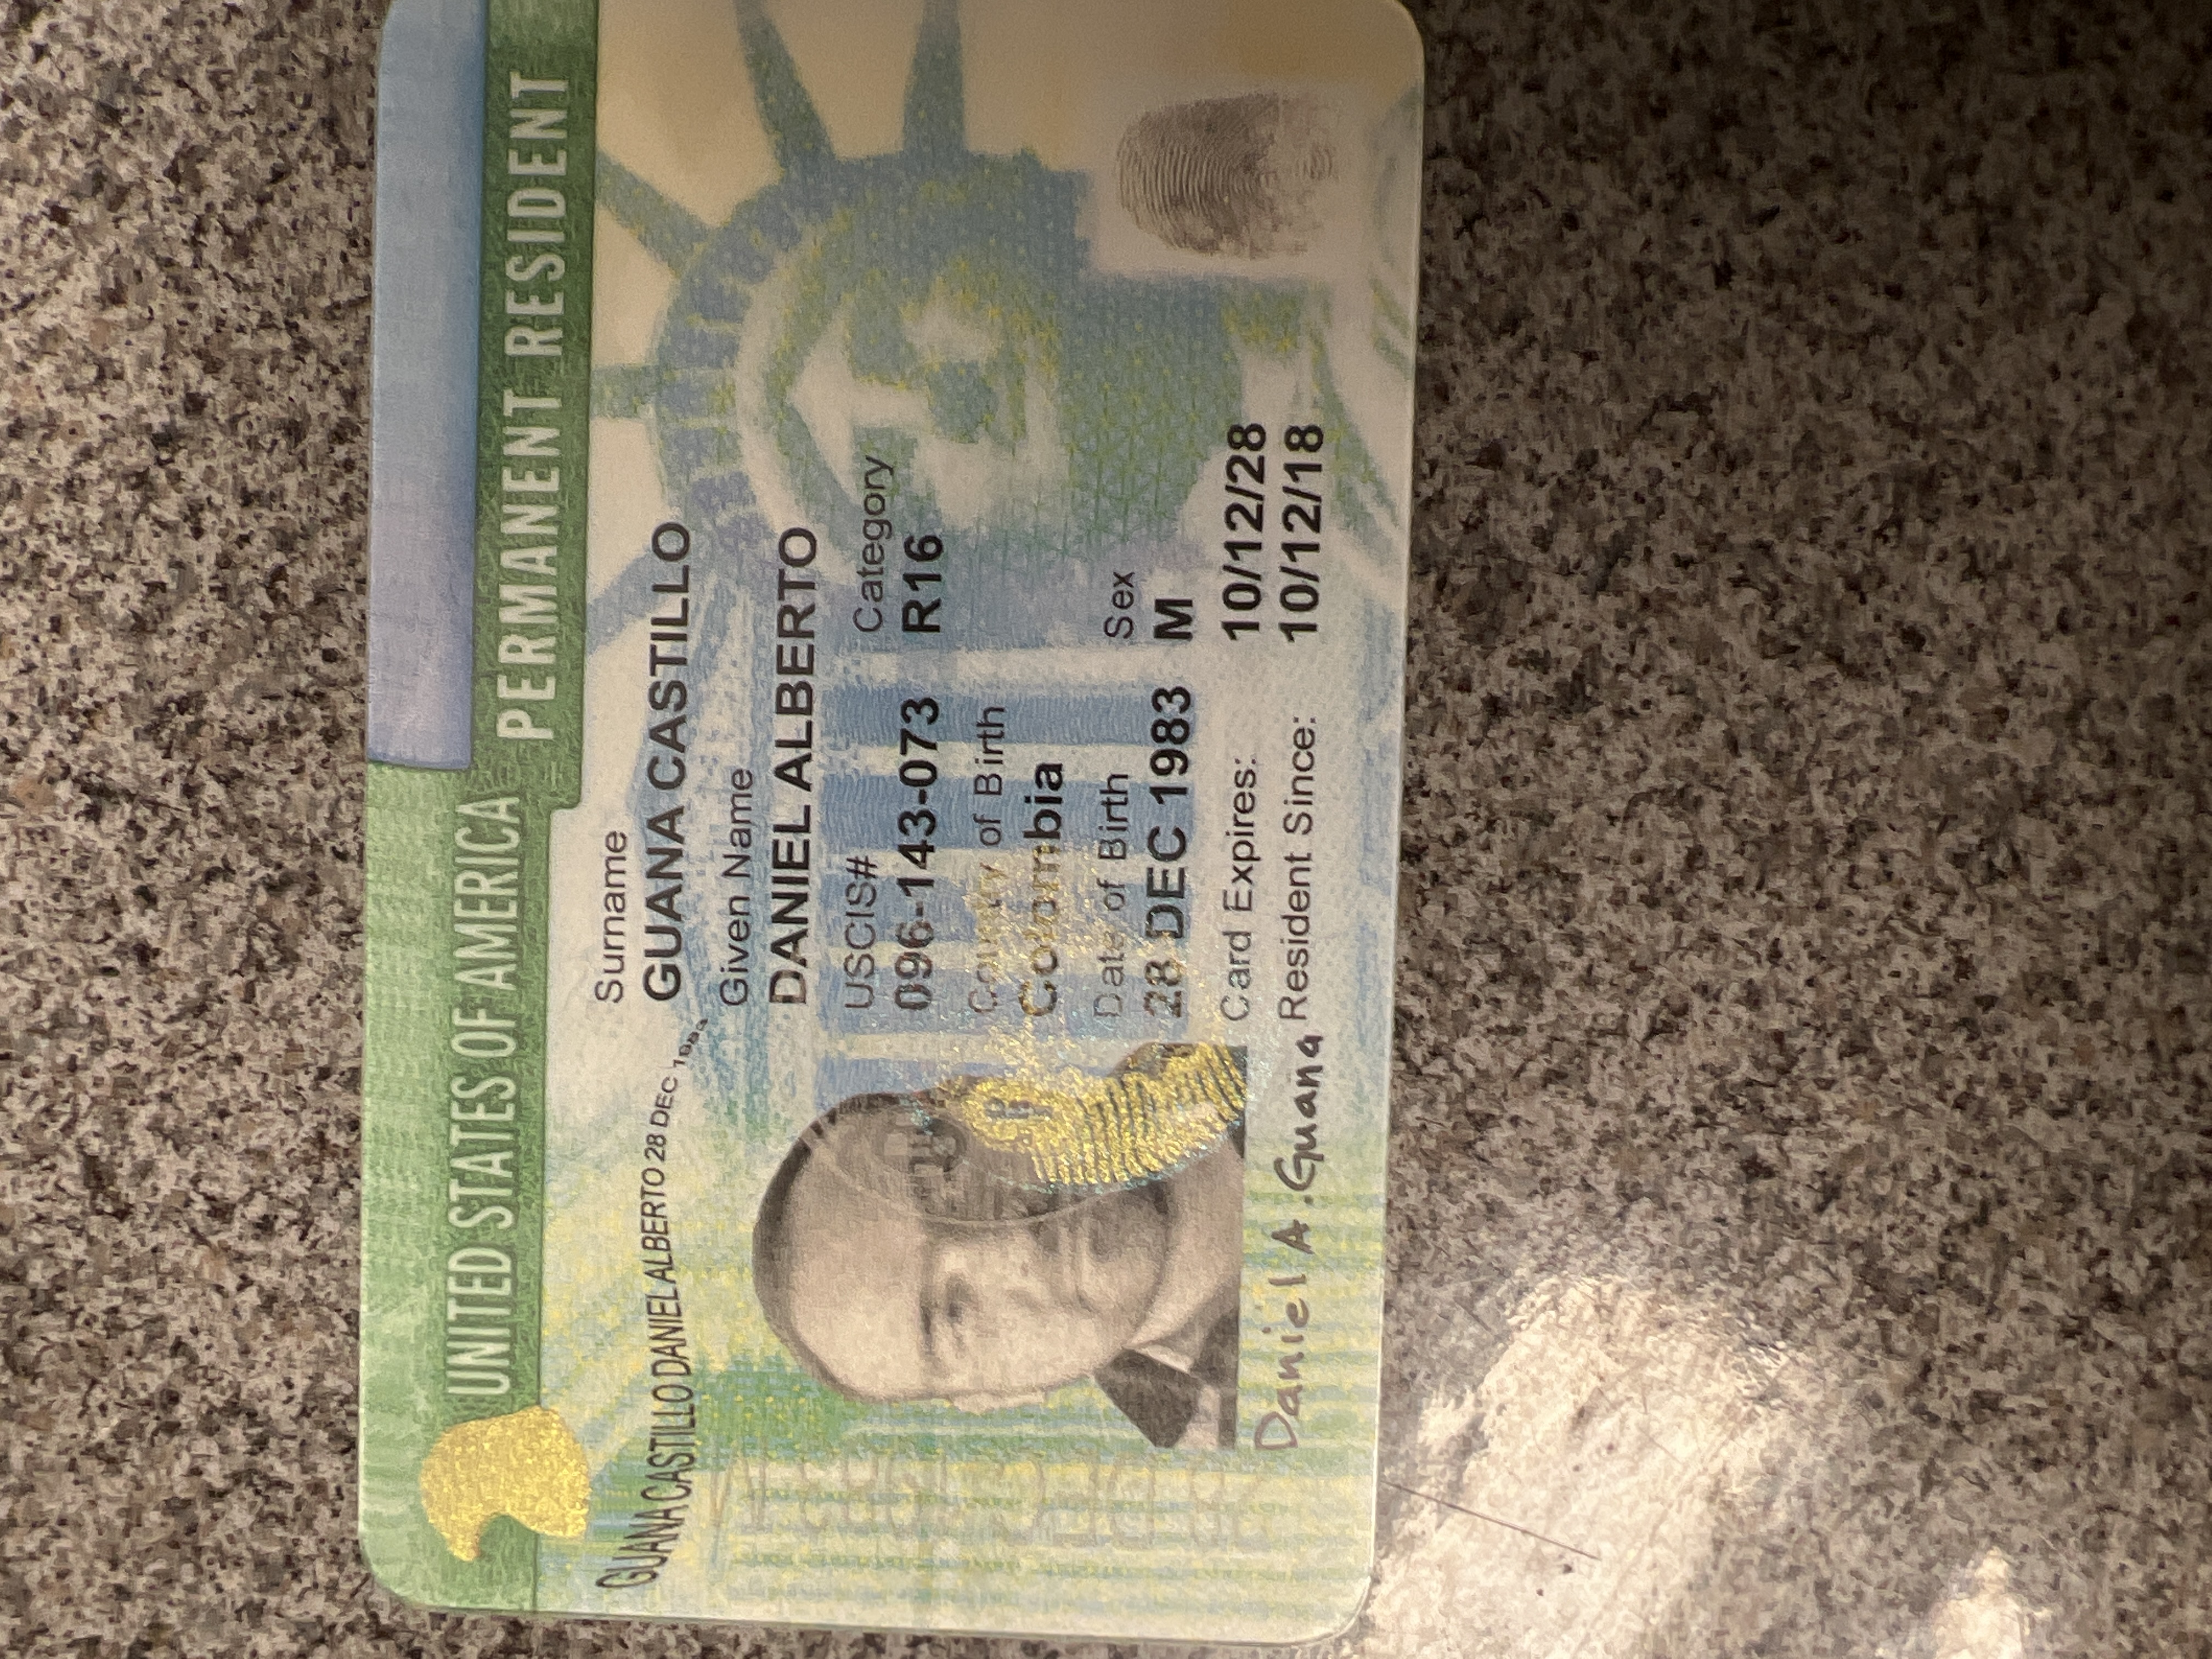 UNITED STATES OF AMERICA
PERMANENT RESIDENT
GUANA CASTILLO DANIEL ALBERTO 28 DEC
Surname
GUANA CASTILLO
Given Name
DANIEL ALBERTO
USCIS# Category
096-143-073 R16
Country of Birth
Colombia
Date of Birth Sex
28 DEC 1983 M
Card Expires: 10/12/28
Resident Since: 10/12/18
Daniel A. Guana